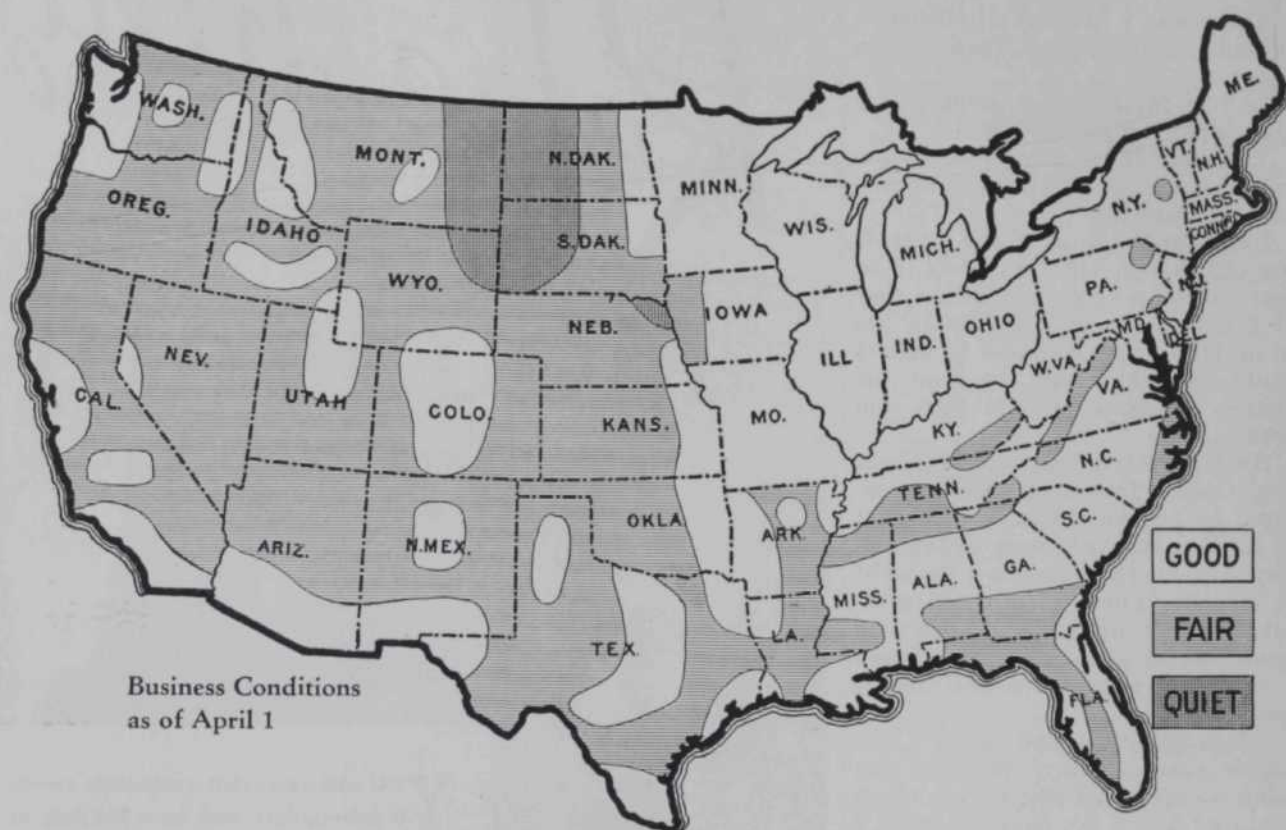 WASH.
MONT.
N.DAK.
MINN.
ME.
VT.
N.H.
OREG.
IDAHO
S.DAK.
WIS.
MICH.
N.Y.
MASS.
CONN.
WYO.
NEB.
IOWA
PA.
N.J.
NEV.
UTAH
COLO.
KANS.
MO.
ILL
IND.
OHIO
W.VA.
MD.
DEL.
VA.
CAL.
KY.
N.C.
TENN.
ARIZ.
N.MEX.
OKLA
ARK.
S.C.
MISS.
ALA.
GA.
TEX.
LA.
FLA.
GOOD
FAIR
QUIET
Business Conditions
as of April 1